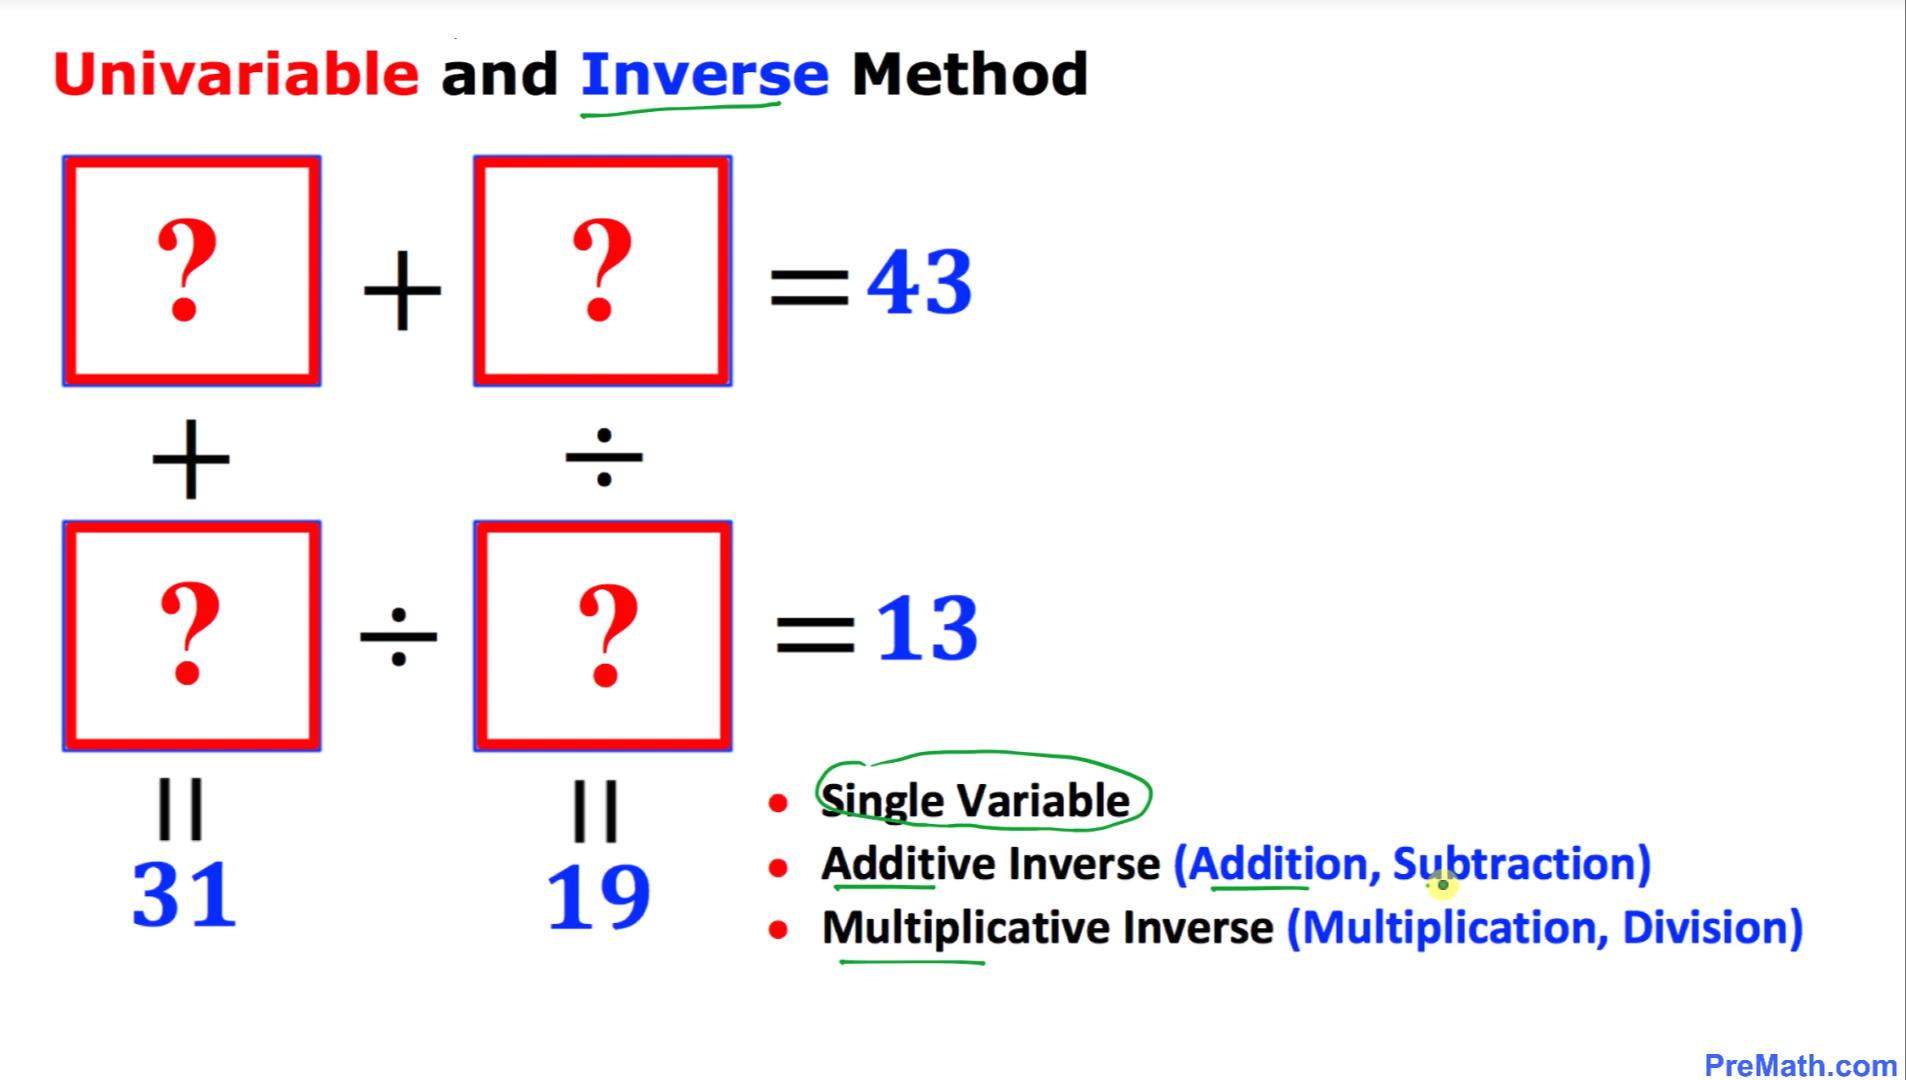 Univariable and Inverse Method
? + ? = 43
+ ÷
? ÷ ? = 13
= =
31 19
• Single Variable
• Additive Inverse (Addition, Subtraction)
• Multiplicative Inverse (Multiplication, Division)
PreMath.com